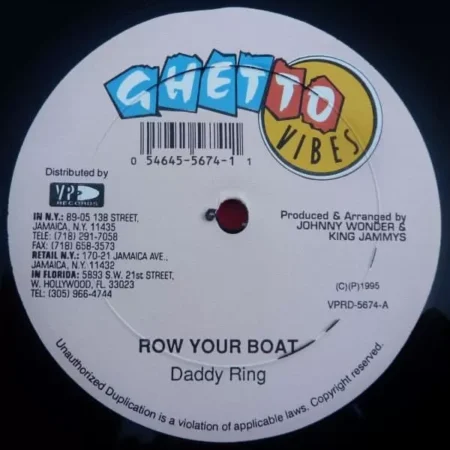 GHETTO
VIBES
0 54645-5674-1 1
Distributed by
VP
RECORDS
IN N.Y.: 89-05 138 STREET,
JAMAICA, N.Y. 11435
TELE: (718) 291-7058
FAX: (718) 658-3573
RETAIL N.Y.: 170-21 JAMAICA AVE.,
JAMAICA, N.Y. 11432
IN FLORIDA: 5893 S.W. 21st STREET,
W. HOLLYWOOD, FL. 33023
TEL: (305) 966-4744
Produced & Arranged by
JOHNNY WONDER &
KING JAMMYS
(C)(P)1995
VPRD-5674-A
ROW YOUR BOAT
Daddy Ring
Unauthorized Duplication is a violation of applicable laws. Copyright reserved.